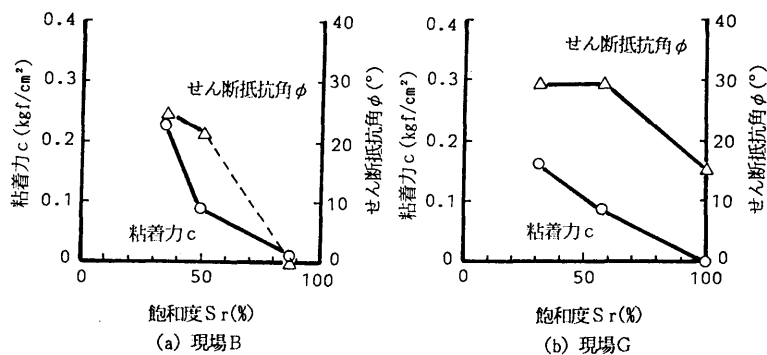 0.4
0.3
0.2
0.1
0
粘着力c (kgf/cm²)
40
30
20
10
0
せん断抵抗角φ(°)
せん断抵抗角φ
粘着力c
0
50
100
飽和度Sr(%)
(a) 現場B
0.4
0.3
0.2
0.1
0
粘着力c (kgf/cm²)
40
30
20
10
0
せん断抵抗角φ(°)
せん断抵抗角φ
粘着力c
0
50
100
飽和度Sr(%)
(b) 現場G